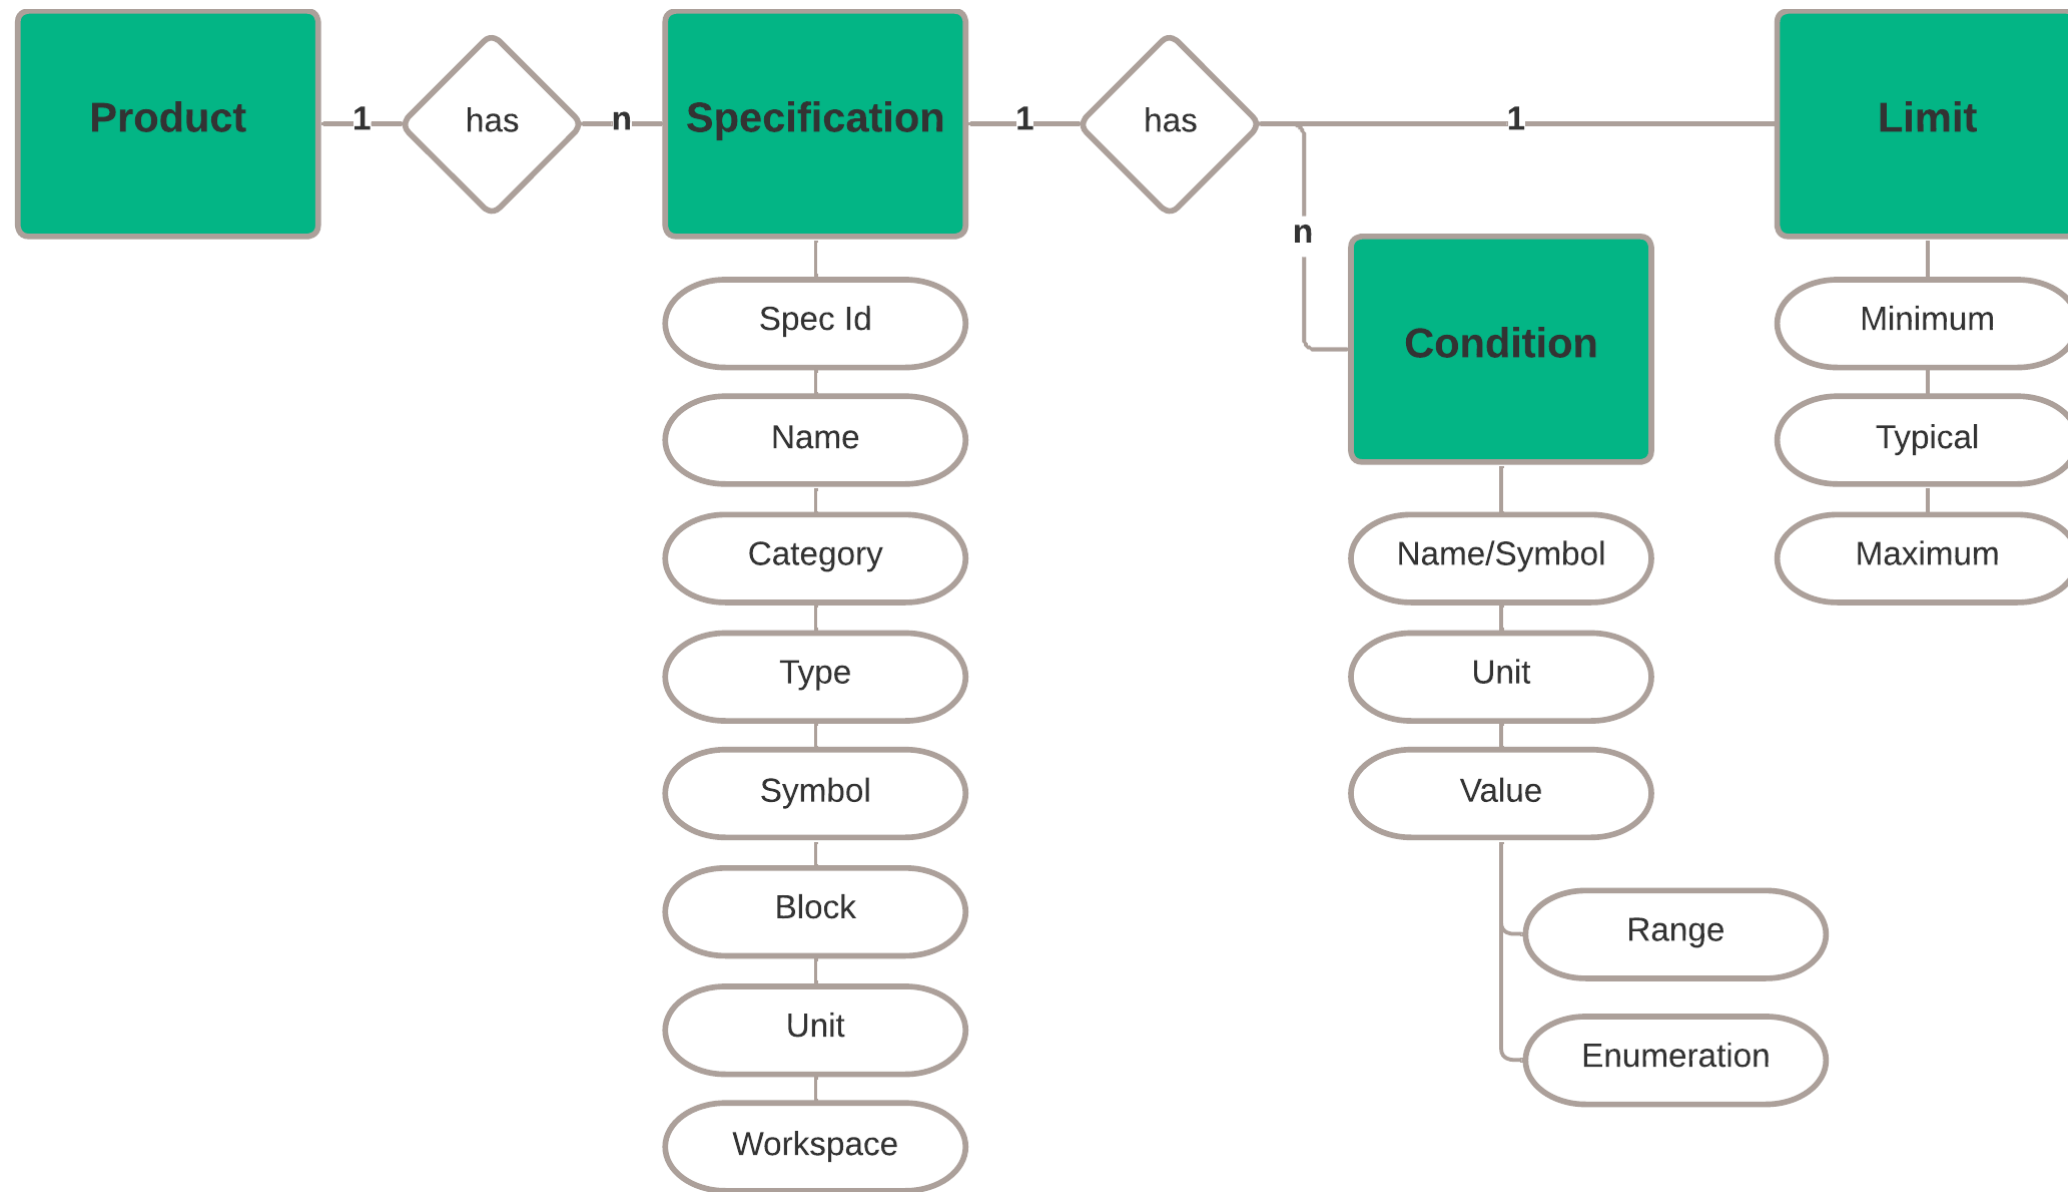 Product
1
has
n
Specification
1
has
1
Limit
n
Condition
Spec Id
Name
Category
Type
Symbol
Block
Unit
Workspace
Name/Symbol
Unit
Value
Range
Enumeration
Minimum
Typical
Maximum